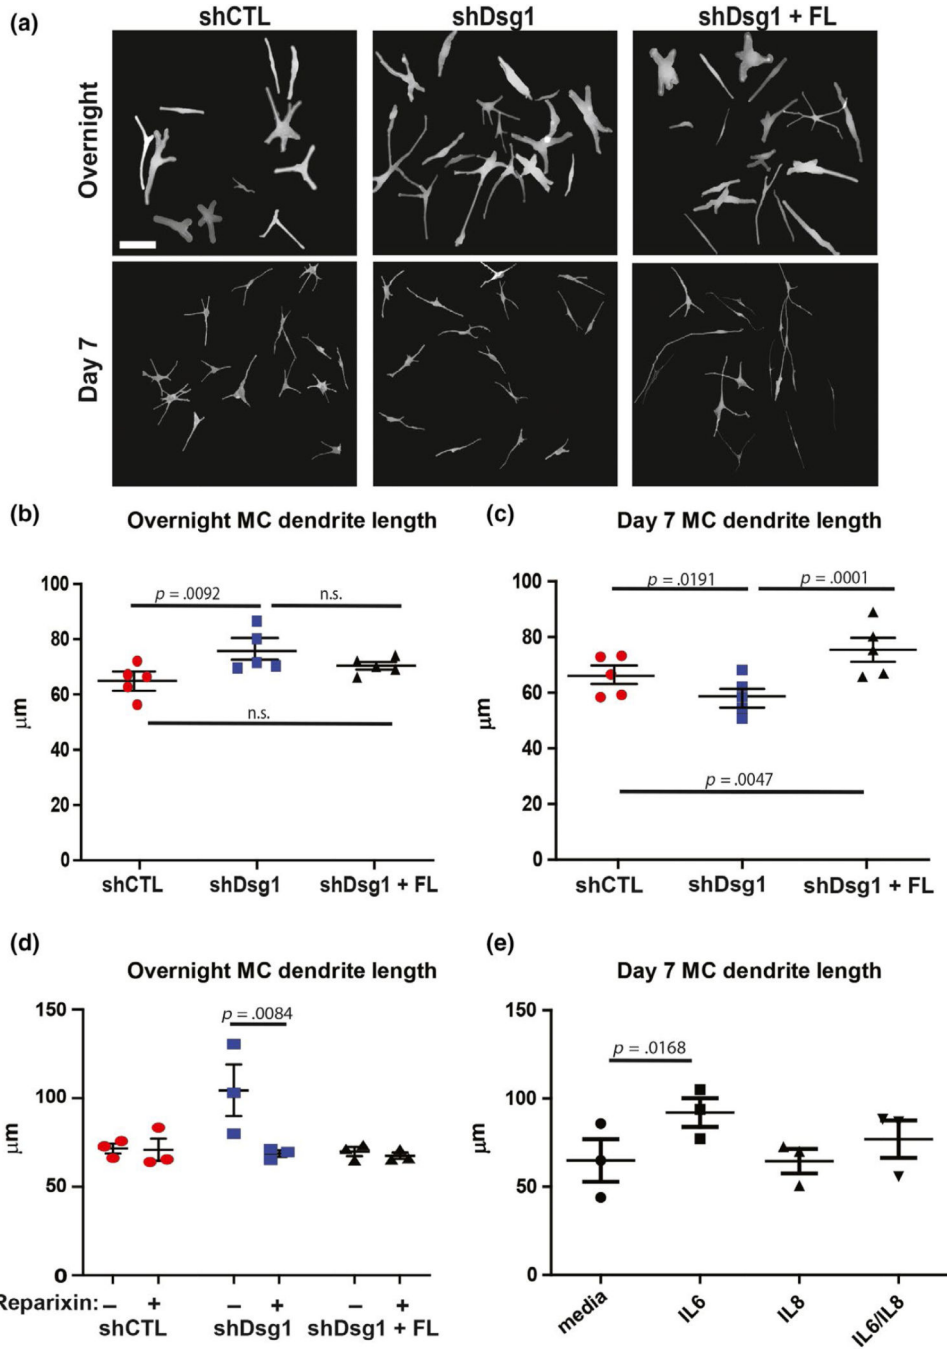 (a)
shCTL
shDsg1
shDsg1 + FL
Overnight
Day 7
(b)
Overnight MC dendrite length
100
80
60
40
20
0
μm
p = .0092
n.s.
n.s.
shCTL
shDsg1
shDsg1 + FL
(c)
Day 7 MC dendrite length
100
80
60
40
20
0
μm
p = .0191
p = .0001
p = .0047
shCTL
shDsg1
shDsg1 + FL
(d)
Overnight MC dendrite length
150
100
50
0
μm
p = .0084
Reparixin: – + – + – +
shCTL
shDsg1
shDsg1 + FL
(e)
Day 7 MC dendrite length
150
100
50
0
μm
p = .0168
media
IL6
IL8
IL6/IL8